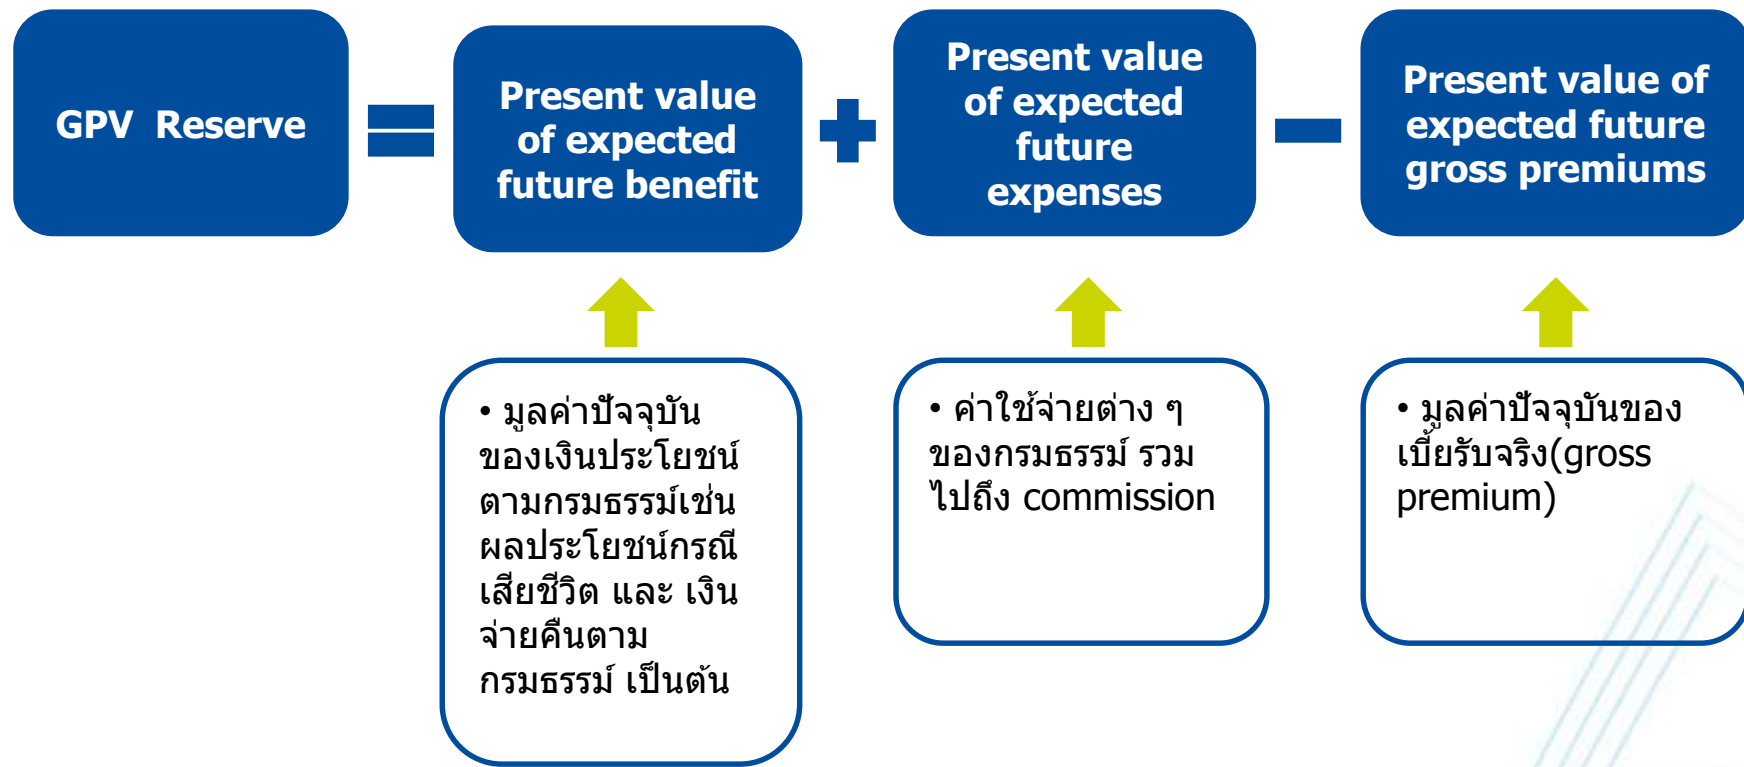 GPV Reserve
Present value
of expected
future benefit
Present value
of expected
future
expenses
Present value of
expected future
gross premiums
• มูลค่าปัจจุบัน
ของเงินประโยชน์
ตามกรมธรรม์เช่น
ผลประโยชน์กรณี
เสียชีวิต และ เงิน
จ่ายคืนตาม
กรมธรรม์ เป็นต้น
• ค่าใช้จ่ายต่าง ๆ
ของกรมธรรม์ รวม
ไปถึง commission
• มูลค่าปัจจุบันของ
เบี้ยรับจริง(gross
premium)